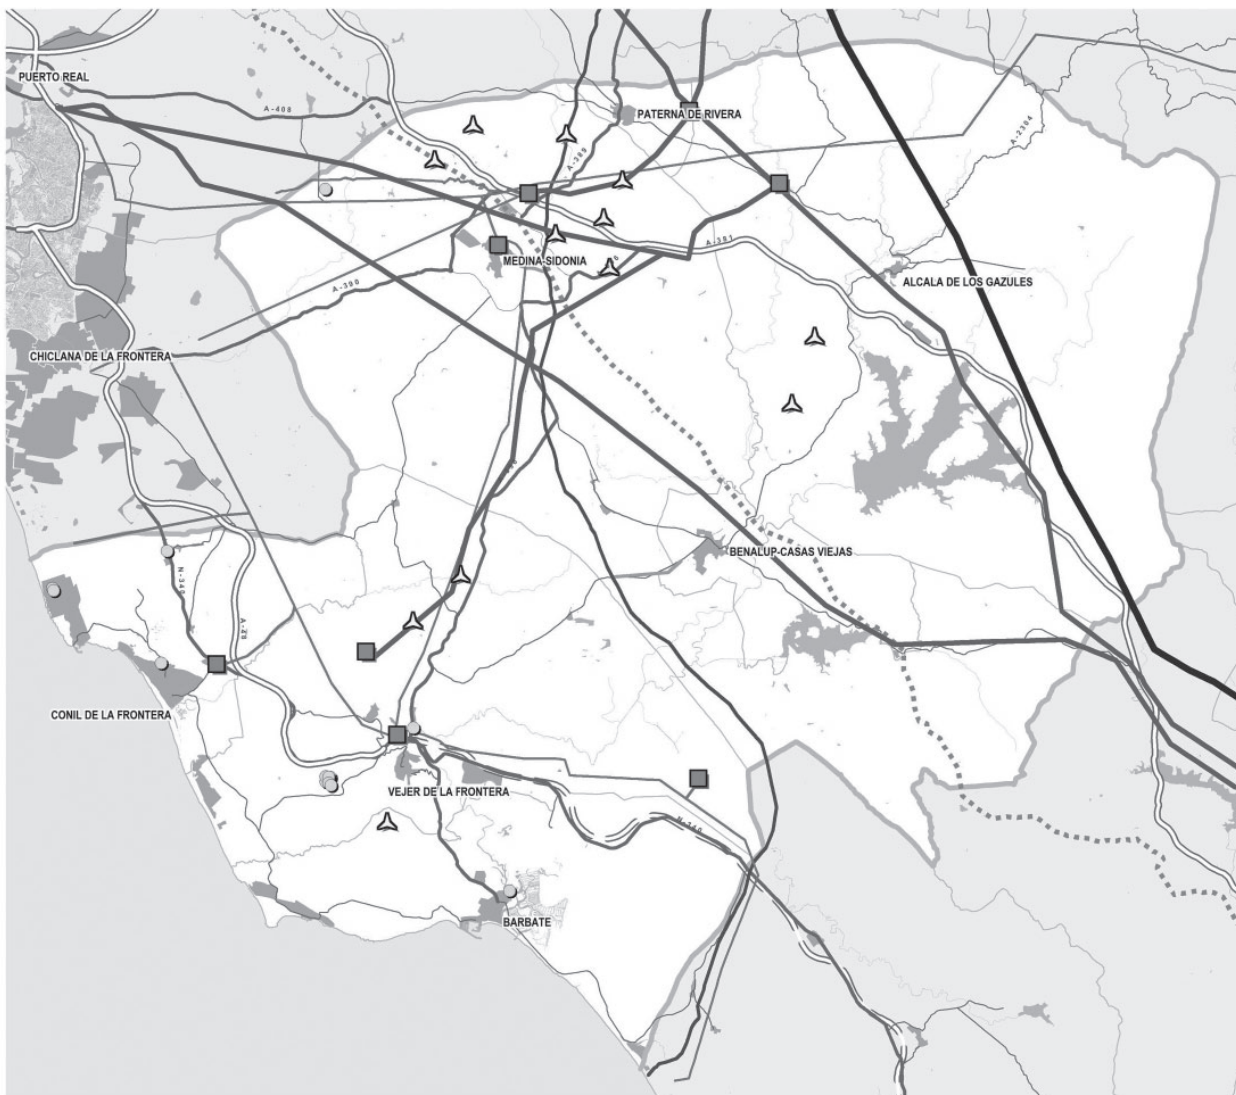 PUERTO REAL
A-408
PATERNA DE RIVERA
A-389
A-2304
MEDINA-SIDONIA
A-381
ALCALA DE LOS GAZULES
A-390
CHICLANA DE LA FRONTERA
BENALUP-CASAS VIEJAS
N-340
A-48
CONIL DE LA FRONTERA
VEJER DE LA FRONTERA
N-340
BARBATE